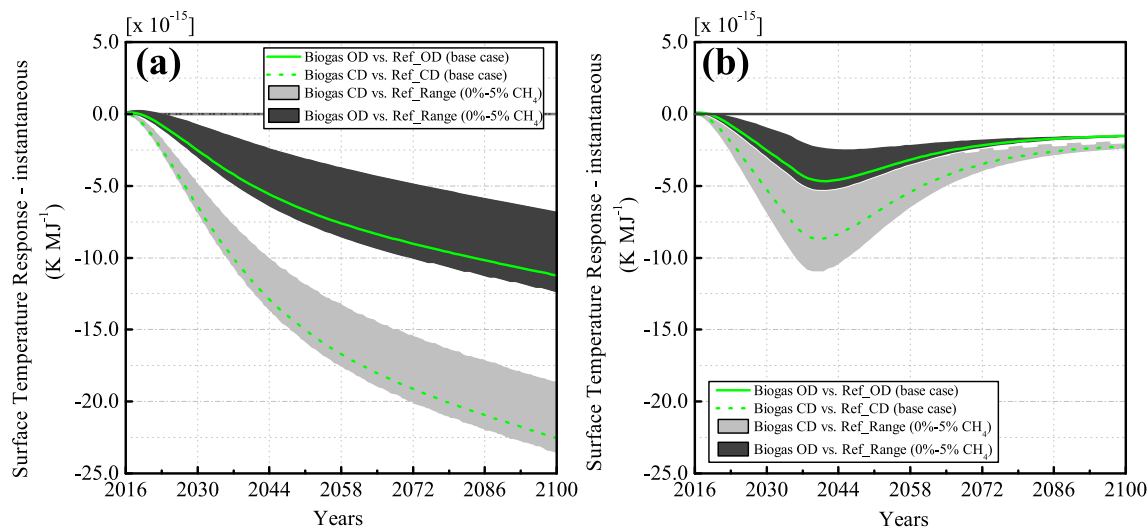 [x 10⁻¹⁵]
Surface Temperature Response - instantaneous
(K MJ⁻¹)
5.0
0.0
-5.0
-10.0
-15.0
-20.0
-25.0
(a)
Biogas OD vs. Ref_OD (base case)
Biogas CD vs. Ref_CD (base case)
Biogas CD vs. Ref_Range (0%-5% CH₄)
Biogas OD vs. Ref_Range (0%-5% CH₄)
2016 2030 2044 2058 2072 2086 2100
Years
[x 10⁻¹⁵]
Surface Temperature Response - instantaneous
(K MJ⁻¹)
5.0
0.0
-5.0
-10.0
-15.0
-20.0
-25.0
(b)
Biogas OD vs. Ref_OD (base case)
Biogas CD vs. Ref_CD (base case)
Biogas CD vs. Ref_Range (0%-5% CH₄)
Biogas OD vs. Ref_Range (0%-5% CH₄)
2016 2030 2044 2058 2072 2086 2100
Years